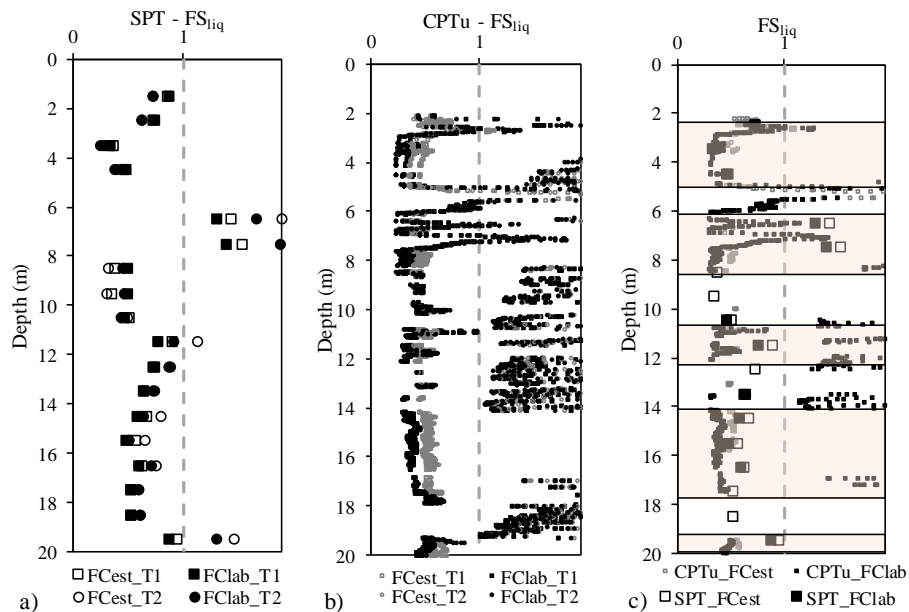 SPT - FSliq
0 1
0
2
4
6
8
10
12
14
16
18
20
Depth (m)
FCest_T1 FClab_T1
FCest_T2 FClab_T2
a)
CPTu - FSliq
0 1
0
2
4
6
8
10
12
14
16
18
20
Depth (m)
FCest_T1 FClab_T1
FCest_T2 FClab_T2
b)
FSliq
0 1
0
2
4
6
8
10
12
14
16
18
20
Depth (m)
CPTu_FCest CPTu_FClab
SPT_FCest SPT_FClab
c)